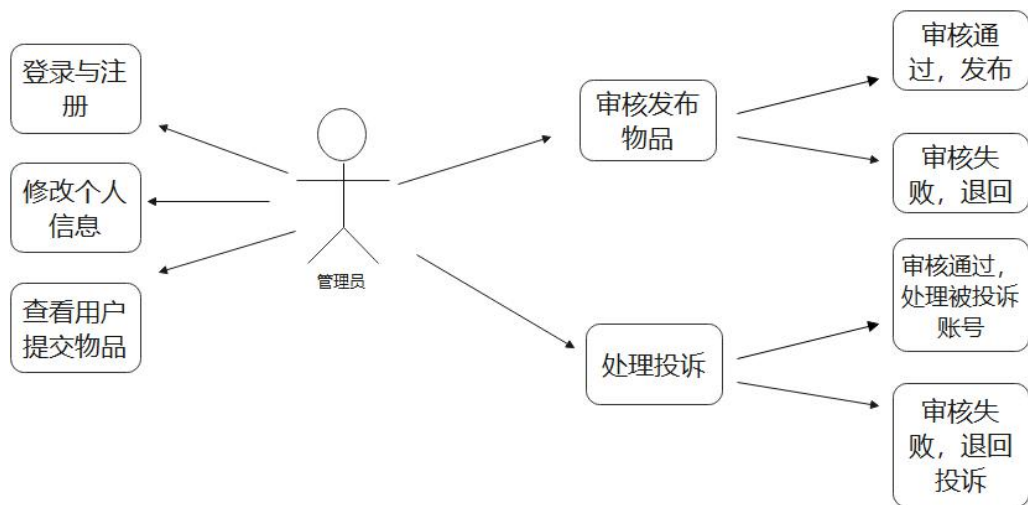 登录与注
册
修改个人
信息
查看用户
提交物品
管理员
审核发布
物品
处理投诉
审核通
过，发布
审核失
败，退回
审核通过，
处理被投诉
账号
审核失
败，退回
投诉